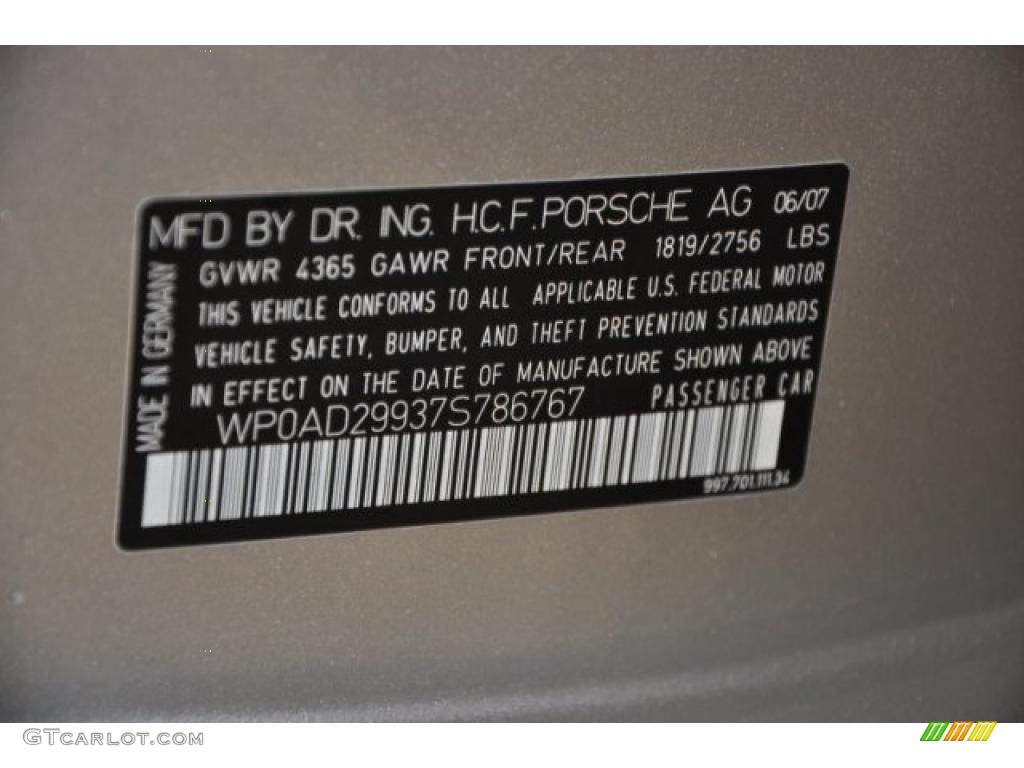 MFD BY DR. ING. H.C.F.PORSCHE AG 06/07
GVWR 4365 GAWR FRONT/REAR 1819/2756 LBS
THIS VEHICLE CONFORMS TO ALL APPLICABLE U.S. FEDERAL MOTOR
VEHICLE SAFETY, BUMPER, AND THEFT PREVENTION STANDARDS
IN EFFECT ON THE DATE OF MANUFACTURE SHOWN ABOVE
WP0AD29937S786767 PASSENGER CAR
997.701.111.34
MADE IN GERMANY
GTCARLOT.COM